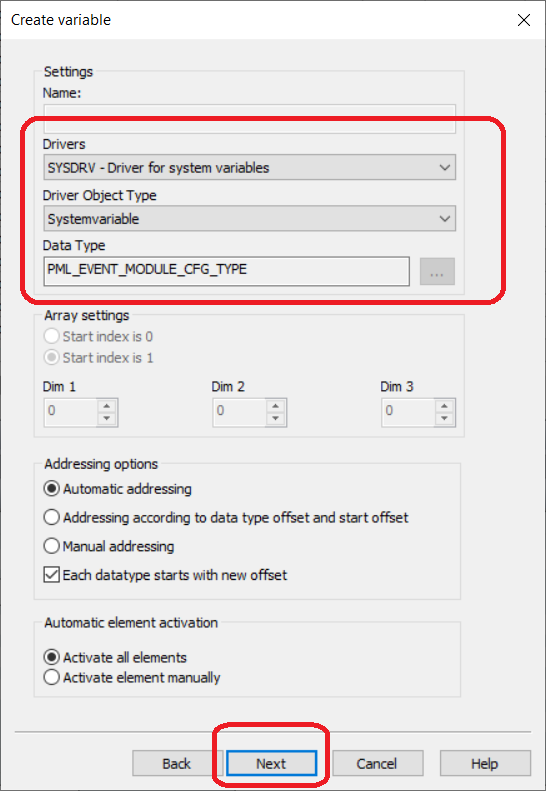 Create variable
Settings
Name:
Drivers
SYSDRV - Driver for system variables
Driver Object Type
Systemvariable
Data Type
PML_EVENT_MODULE_CFG_TYPE
...
Array settings
Start index is 0
Start index is 1
Dim 1 Dim 2 Dim 3
0 0 0
Addressing options
Automatic addressing
Addressing according to data type offset and start offset
Manual addressing
Each datatype starts with new offset
Automatic element activation
Activate all elements
Activate element manually
Back Next Cancel Help